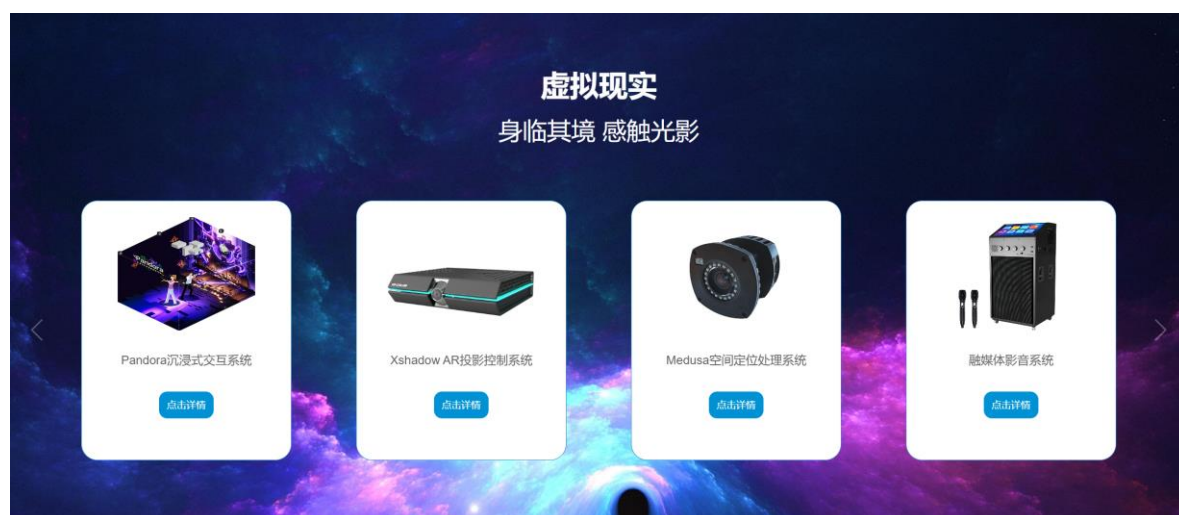 虚拟现实
身临其境 感触光影
Pandora沉浸式交互系统
Xshadow AR投影控制系统
Medusa空间定位处理系统
融媒体影音系统
点击详情
点击详情
点击详情
点击详情